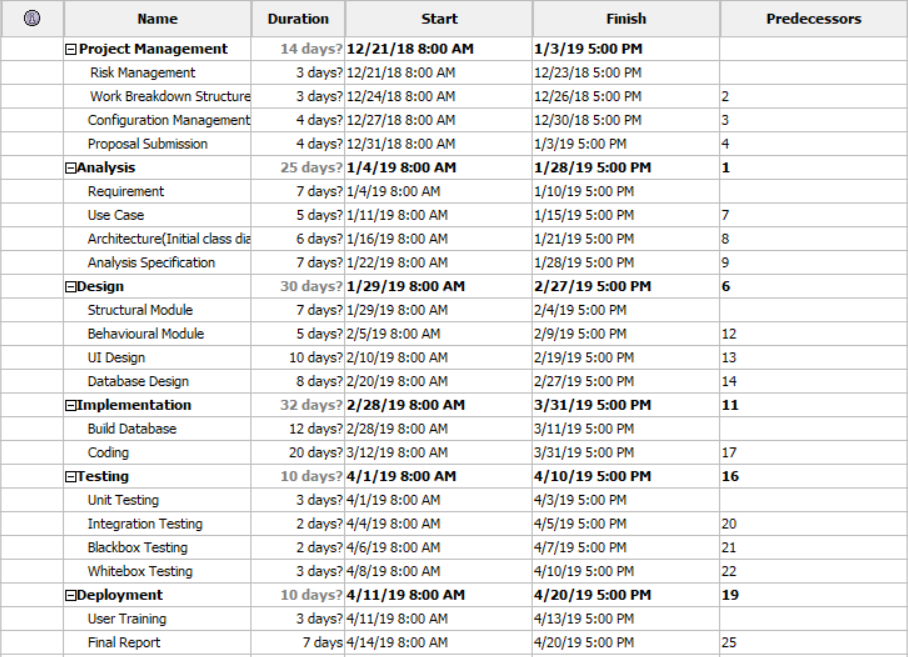 Name Duration Start Finish Predecessors
Project Management 14 days? 12/21/18 8:00 AM 1/3/19 5:00 PM
Risk Management 3 days? 12/21/18 8:00 AM 12/23/18 5:00 PM
Work Breakdown Structure 3 days? 12/24/18 8:00 AM 12/26/18 5:00 PM 2
Configuration Management 4 days? 12/27/18 8:00 AM 12/30/18 5:00 PM 3
Proposal Submission 4 days? 12/31/18 8:00 AM 1/3/19 5:00 PM 4
Analysis 25 days? 1/4/19 8:00 AM 1/28/19 5:00 PM 1
Requirement 7 days? 1/4/19 8:00 AM 1/10/19 5:00 PM
Use Case 5 days? 1/11/19 8:00 AM 1/15/19 5:00 PM 7
Architecture(Initial class dia 6 days? 1/16/19 8:00 AM 1/21/19 5:00 PM 8
Analysis Specification 7 days? 1/22/19 8:00 AM 1/28/19 5:00 PM 9
Design 30 days? 1/29/19 8:00 AM 2/27/19 5:00 PM 6
Structural Module 7 days? 1/29/19 8:00 AM 2/4/19 5:00 PM
Behavioural Module 5 days? 2/5/19 8:00 AM 2/9/19 5:00 PM 12
UI Design 10 days? 2/10/19 8:00 AM 2/19/19 5:00 PM 13
Database Design 8 days? 2/20/19 8:00 AM 2/27/19 5:00 PM 14
Implementation 32 days? 2/28/19 8:00 AM 3/31/19 5:00 PM 11
Build Database 12 days? 2/28/19 8:00 AM 3/11/19 5:00 PM
Coding 20 days? 3/12/19 8:00 AM 3/31/19 5:00 PM 17
Testing 10 days? 4/1/19 8:00 AM 4/10/19 5:00 PM 16
Unit Testing 3 days? 4/1/19 8:00 AM 4/3/19 5:00 PM
Integration Testing 2 days? 4/4/19 8:00 AM 4/5/19 5:00 PM 20
Blackbox Testing 2 days? 4/6/19 8:00 AM 4/7/19 5:00 PM 21
Whitebox Testing 3 days? 4/8/19 8:00 AM 4/10/19 5:00 PM 22
Deployment 10 days? 4/11/19 8:00 AM 4/20/19 5:00 PM 19
User Training 3 days? 4/11/19 8:00 AM 4/13/19 5:00 PM
Final Report 7 days 4/14/19 8:00 AM 4/20/19 5:00 PM 25